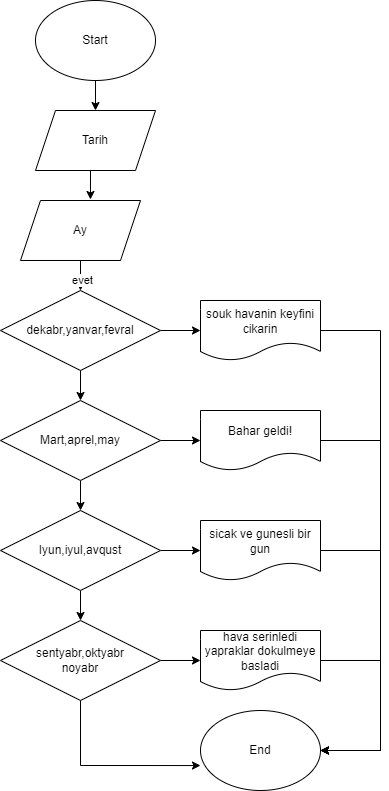 Start
Tarih
Ay
evet
dekabr,yanvar,fevral
souk havanin keyfini
cikarin
Mart,aprel,may
Bahar geldi!
Iyun,iyul,avqust
sicak ve gunesli bir
gun
sentyabr,oktyabr
noyabr
hava serinledi
yapraklar dokulmeye
basladi
End